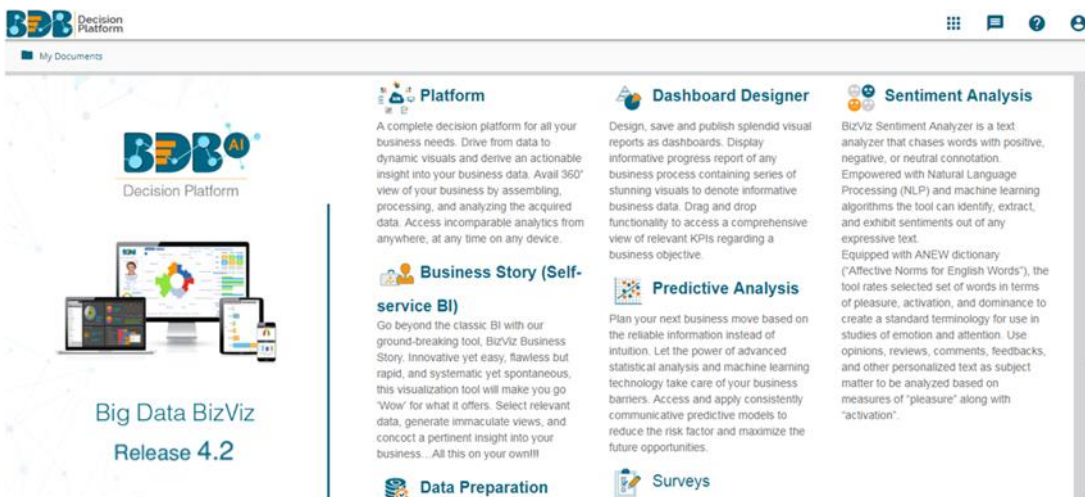 BDB Decision
Platform
My Documents
BDB AI
Decision Platform
Big Data BizViz
Release 4.2
Platform
A complete decision platform for all your
business needs. Drive from data to
dynamic visuals and derive an actionable
insight into your business data. Avail 360°
view of your business by assembling,
processing, and analyzing the acquired
data. Access incomparable analytics from
anywhere, at any time on any device.
Business Story (Self-
service BI)
Go beyond the classic BI with our
ground-breaking tool, BizViz Business
Story. Innovative yet easy, flawless but
rapid, and systematic yet spontaneous,
this visualization tool will make you go
'Wow' for what it offers. Select relevant
data, generate immaculate views, and
concoct a pertinent insight into your
business…All this on your own!!!
Data Preparation
Dashboard Designer
Design, save and publish splendid visual
reports as dashboards. Display
informative progress report of any
business process containing series of
stunning visuals to denote informative
business data. Drag and drop
functionality to access a comprehensive
view of relevant KPIs regarding a
business objective.
Predictive Analysis
Plan your next business move based on
the reliable information instead of
intuition. Let the power of advanced
statistical analysis and machine learning
technology take care of your business
barriers. Access and apply consistently
communicative predictive models to
reduce the risk factor and maximize the
future opportunities.
Surveys
Sentiment Analysis
BizViz Sentiment Analyzer is a text
analyzer that chases words with positive,
negative, or neutral connotation.
Empowered with Natural Language
Processing (NLP) and machine learning
algorithms the tool can identify, extract,
and exhibit sentiments out of any
expressive text.
Equipped with ANEW dictionary
("Affective Norms for English Words"), the
tool rates selected set of words in terms
of pleasure, activation, and dominance to
create a standard terminology for use in
studies of emotion and attention. Use
opinions, reviews, comments, feedbacks,
and other personalized text as subject
matter to be analyzed based on
measures of "pleasure" along with
"activation".